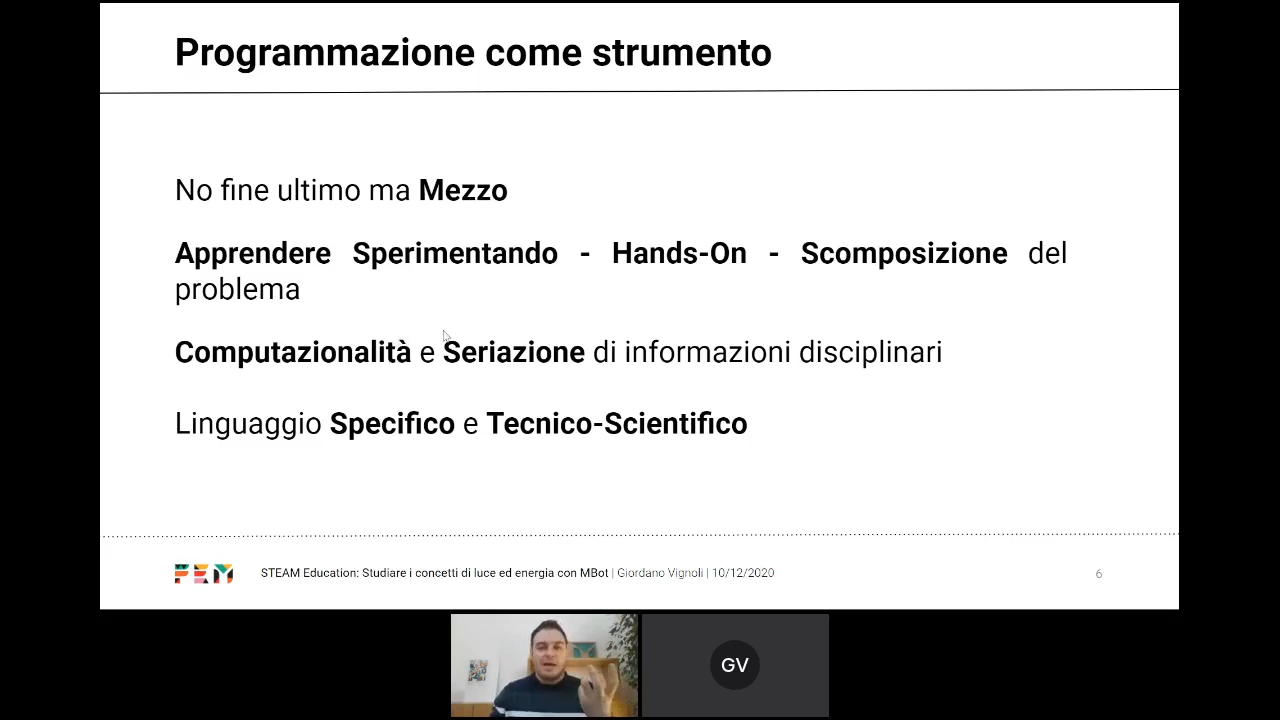 Programmazione come strumento
No fine ultimo ma Mezzo
Apprendere Sperimentando - Hands-On - Scomposizione del
problema
Computazionalità e Seriazione di informazioni disciplinari
Linguaggio Specifico e Tecnico-Scientifico
FEM STEAM Education: Studiare i concetti di luce ed energia con MBot | Giordano Vignoli | 10/12/2020 6
GV